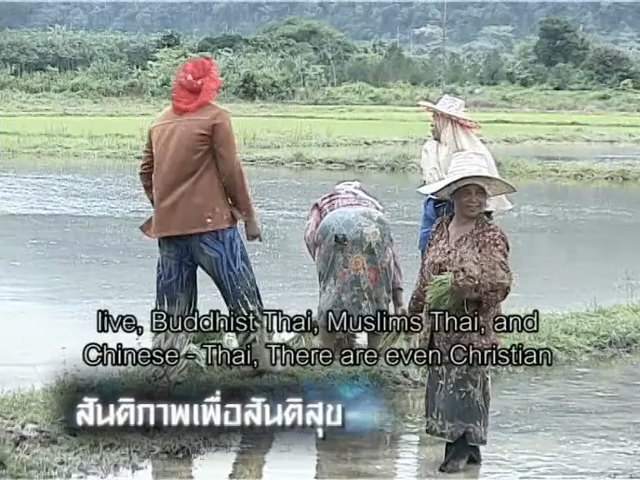 live, Buddhist Thai, Muslims Thai, and
Chinese - Thai, There are even Christian
สันติภาพเพื่อสันติสุข